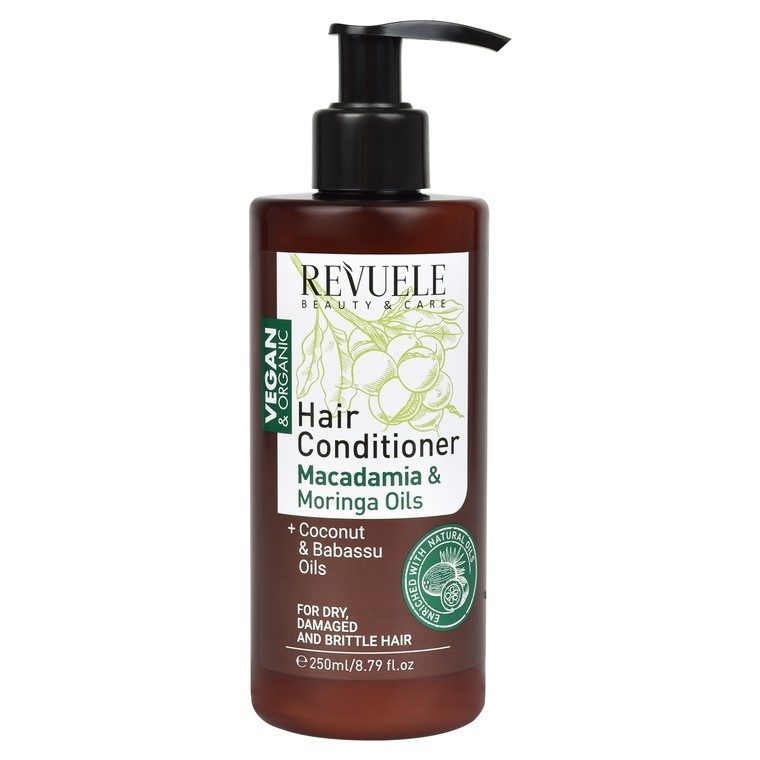 REVUELE
BEAUTY & CARE
VEGAN
& ORGANIC
Hair
Conditioner
Macadamia &
Moringa Oils
+ Coconut
& Babassu
Oils
ENRICHED WITH NATURAL OILS
FOR DRY,
DAMAGED
AND BRITTLE HAIR
℮ 250ml/8.79 fl.oz